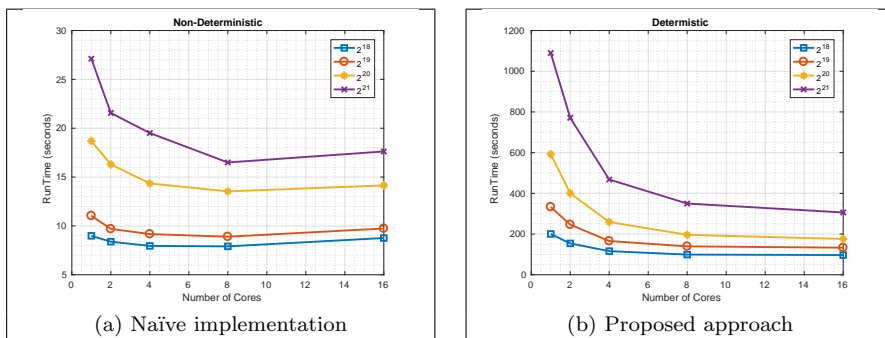 Non-Deterministic
30
25
20
15
10
5
0 2 4 6 8 10 12 14 16
RunTime (seconds)
Number of Cores
2^18
2^19
2^20
2^21
(a) Naïve implementation
Determistic
1200
1000
800
600
400
200
0
0 2 4 6 8 10 12 14 16
RunTime (seconds)
Number of Cores
2^18
2^19
2^20
2^21
(b) Proposed approach